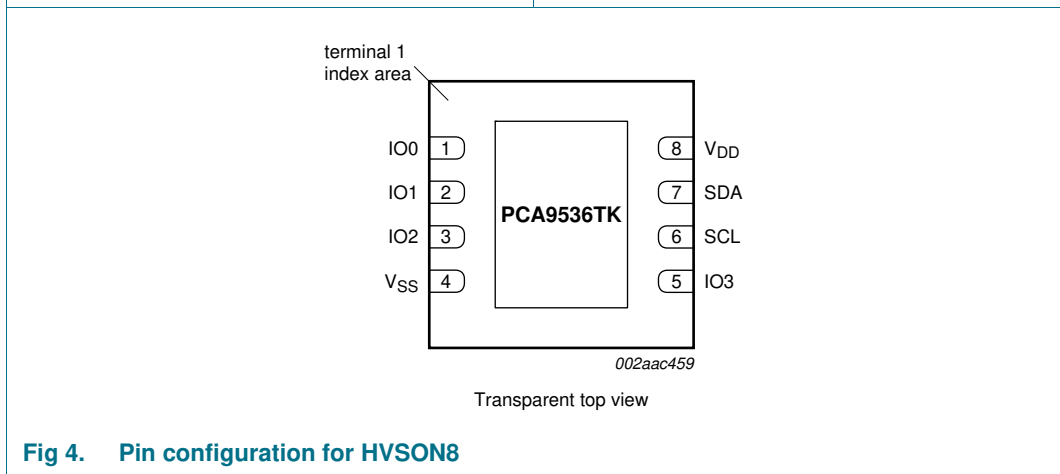 terminal 1
index area
IO0 1 8 VDD
IO1 2 7 SDA
PCA9536TK
IO2 3 6 SCL
VSS 4 5 IO3
002aac459
Transparent top view
Fig 4. Pin configuration for HVSON8